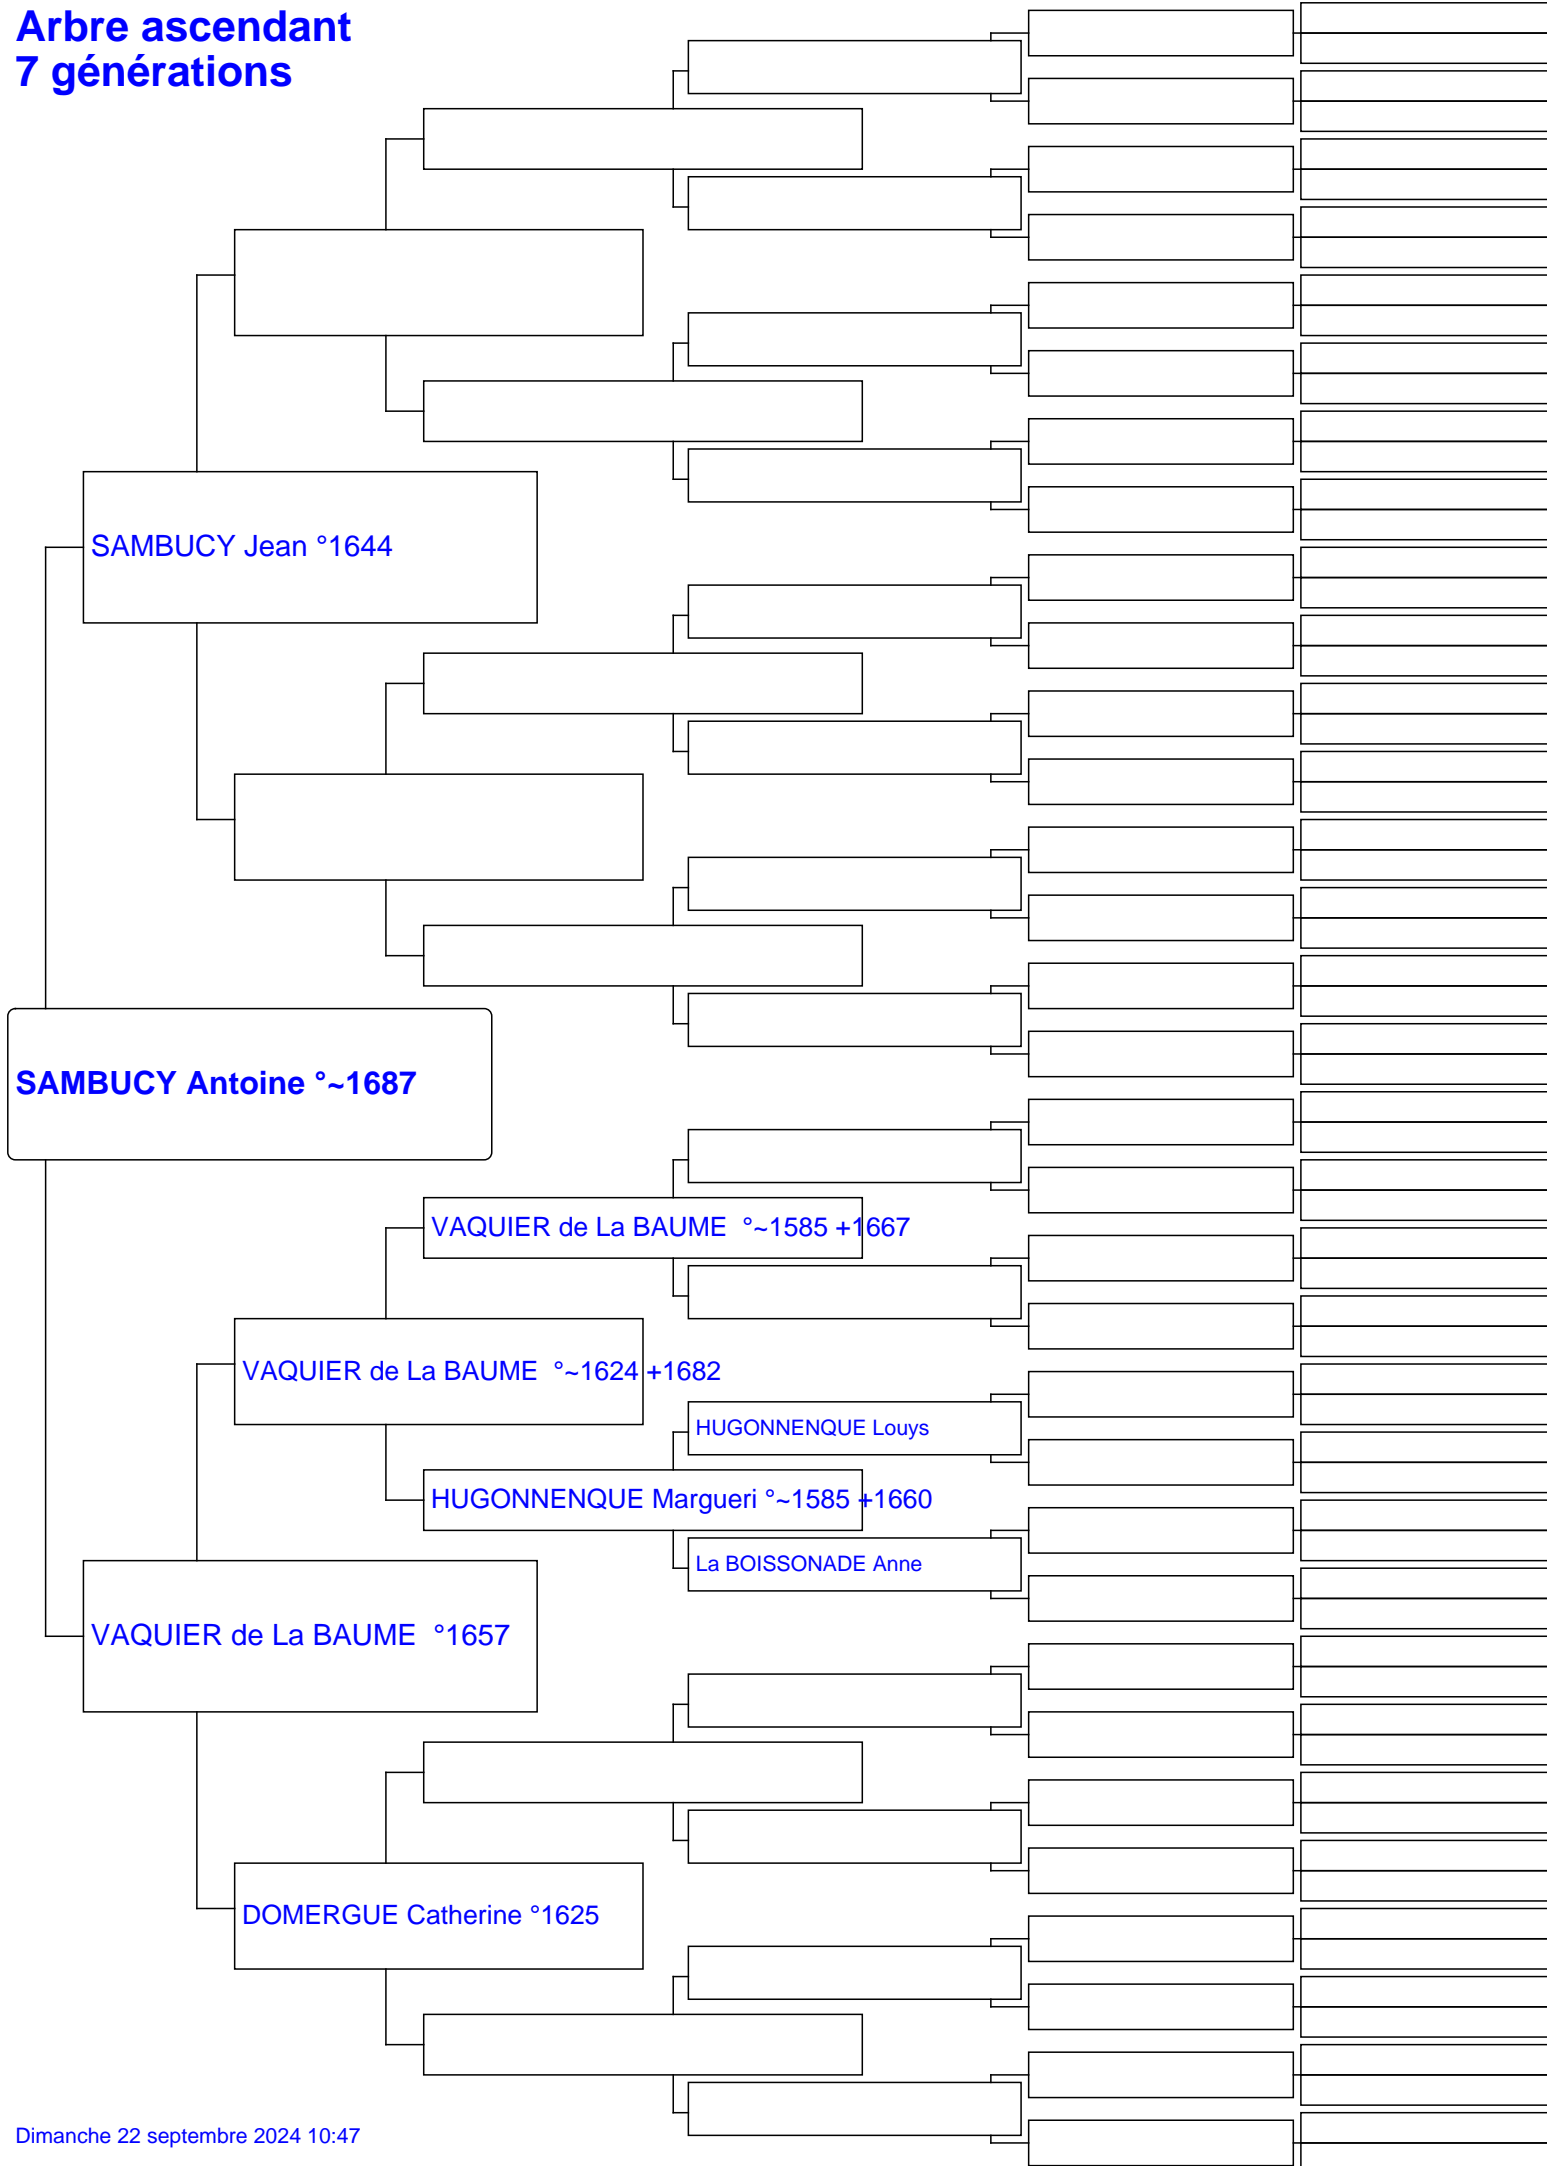 Arbre ascendant
7 générations
SAMBUCY Jean °1644
SAMBUCY Antoine °~1687
VAQUIER de La BAUME  °~1585 +1667
VAQUIER de La BAUME  °~1624 +1682
HUGONNENQUE Louys
HUGONNENQUE Margueri °~1585 +1660
La BOISSONADE Anne
VAQUIER de La BAUME  °1657
DOMERGUE Catherine °1625
Dimanche 22 septembre 2024 10:47